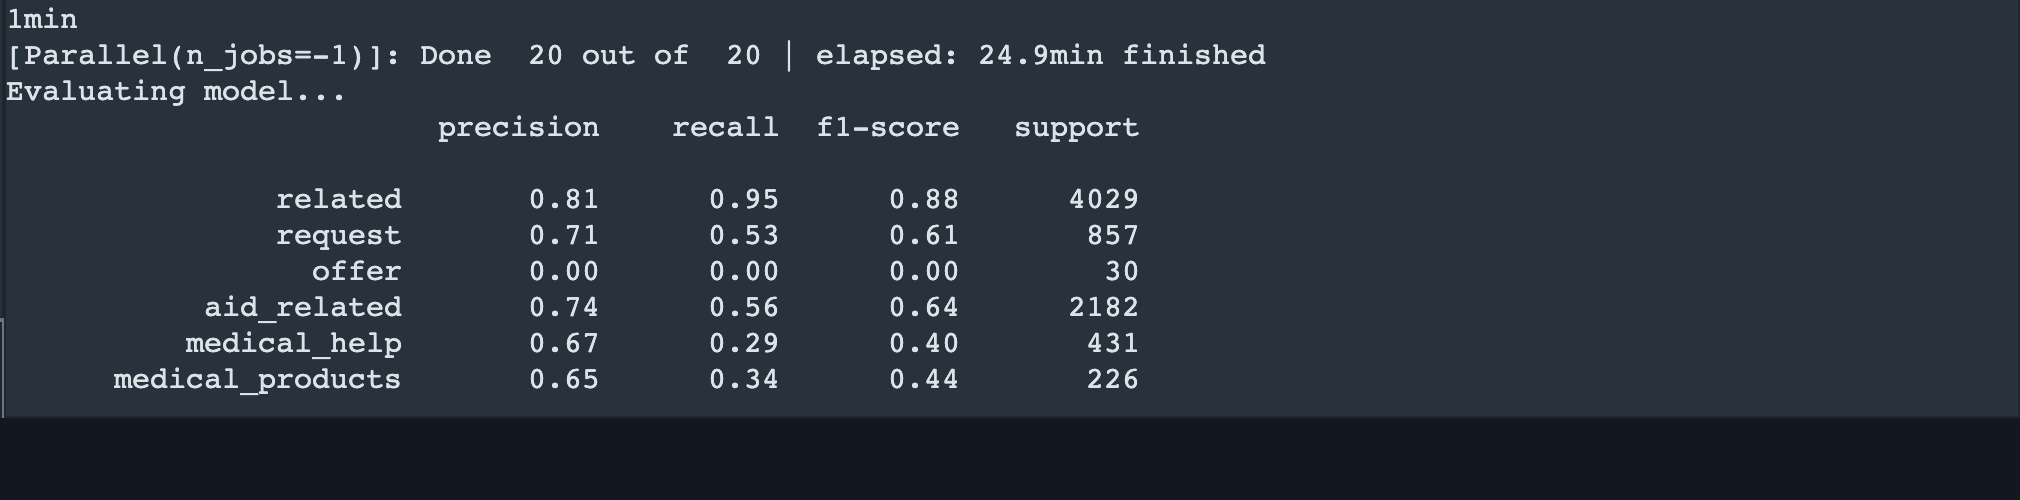 1min
[Parallel(n_jobs=-1)]: Done  20 out of  20 | elapsed: 24.9min finished
Evaluating model...
                        precision    recall  f1-score   support

               related       0.81      0.95      0.88      4029
               request       0.71      0.53      0.61       857
                 offer       0.00      0.00      0.00        30
           aid_related       0.74      0.56      0.64      2182
          medical_help       0.67      0.29      0.40       431
      medical_products       0.65      0.34      0.44       226